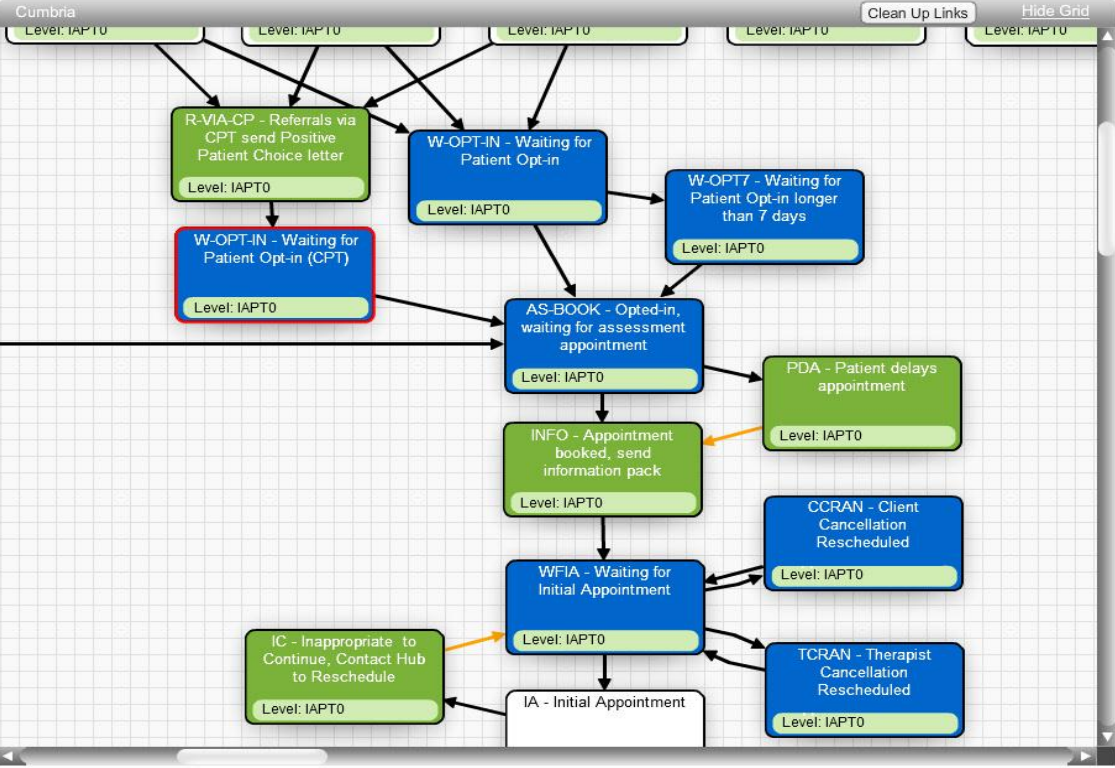 Cumbria
Clean Up Links
Hide Grid
Level: IAPT0
Level: IAPT0
Level: IAPT0
Level: IAPT0
Level: IAPT0
R-VIA-CP - Referrals via
CPT send Positive
Patient Choice letter
Level: IAPT0
W-OPT-IN - Waiting for
Patient Opt-in
Level: IAPT0
W-OPT7 - Waiting for
Patient Opt-in longer
than 7 days
Level: IAPT0
W-OPT-IN - Waiting for
Patient Opt-in (CPT)
Level: IAPT0
AS-BOOK - Opted-in,
waiting for assessment
appointment
Level: IAPT0
PDA - Patient delays
appointment
Level: IAPT0
INFO - Appointment
booked, send
information pack
Level: IAPT0
CCRAN - Client
Cancellation
Rescheduled
Level: IAPT0
WFIA - Waiting for
Initial Appointment
Level: IAPT0
IC - Inappropriate to
Continue, Contact Hub
to Reschedule
Level: IAPT0
TCRAN - Therapist
Cancellation
Rescheduled
Level: IAPT0
IA - Initial Appointment